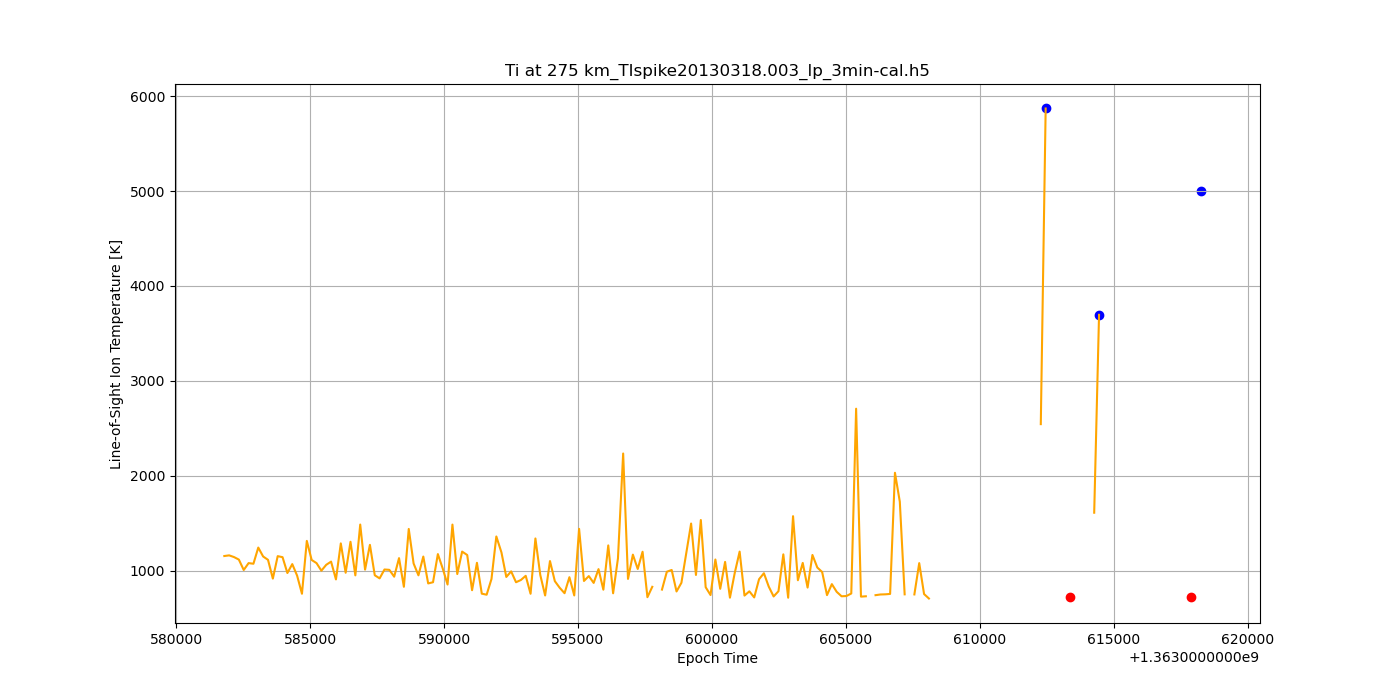 Ti at 275 km_TIspike20130318.003_lp_3min-cal.h5
Line-of-Sight Ion Temperature [K]
6000
5000
4000
3000
2000
1000
580000 585000 590000 595000 600000 605000 610000 615000 620000
Epoch Time
+1.3630000000e9